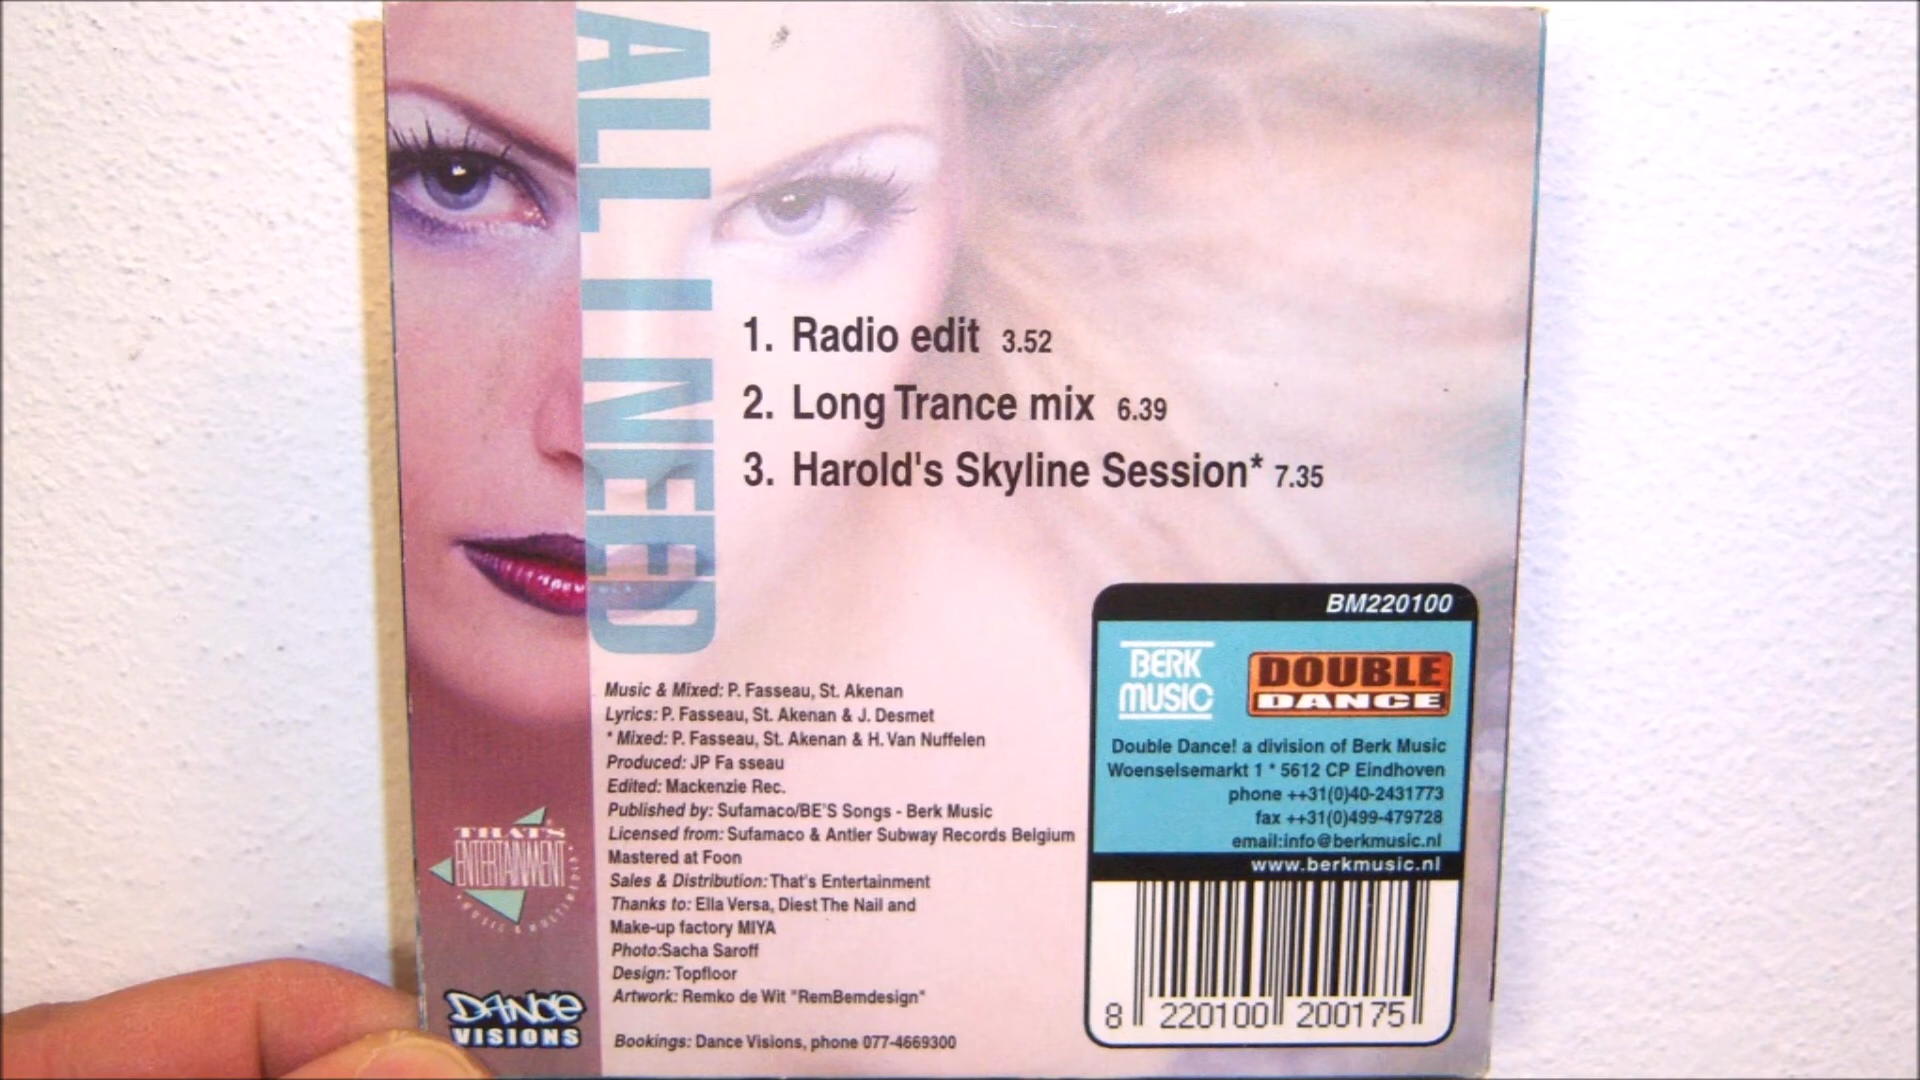 ALL I NEED
1. Radio edit 3.52
2. Long Trance mix 6.39
3. Harold's Skyline Session* 7.35
Music & Mixed: P. Fasseau, St. Akenan
Lyrics: P. Fasseau, St. Akenan & J. Desmet
* Mixed: P. Fasseau, St. Akenan & H. Van Nuffelen
Produced: JP Fa sseau
Edited: Mackenzie Rec.
Published by: Sufamaco/BE'S Songs - Berk Music
Licensed from: Sufamaco & Antler Subway Records Belgium
Mastered at Foon
Sales & Distribution: That's Entertainment
Thanks to: Ella Versa, Diest The Nail and
Make-up factory MIYA
Photo:Sacha Saroff
Design: Topfloor
Artwork: Remko de Wit "RemBemdesign"
Bookings: Dance Visions, phone 077-4669300
THAT'S
ENTERTAINMENT
MUSIC & MULTIMEDIA
DANCE
VISIONS
BM220100
BERK
MUSIC
DOUBLE
DANCE
Double Dance! a division of Berk Music
Woenselsemarkt 1 * 5612 CP Eindhoven
phone ++31(0)40-2431773
fax ++31(0)499-479728
email:info@berkmusic.nl
www.berkmusic.nl
8 220100 200175